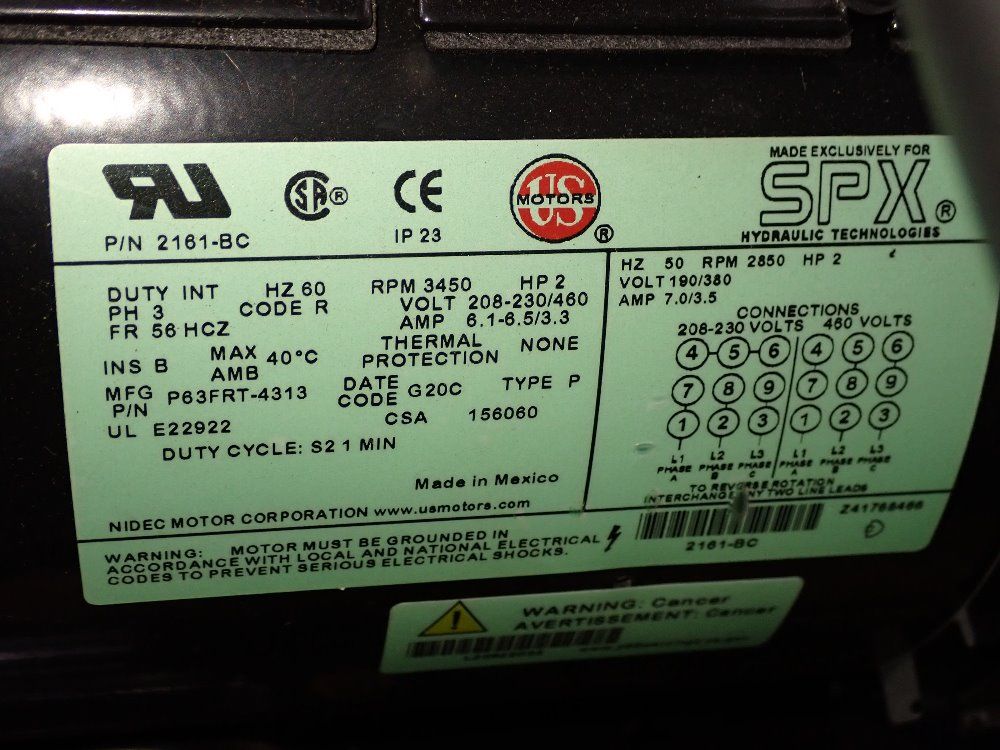 MADE EXCLUSIVELY FOR
SPX®
HYDRAULIC TECHNOLOGIES
CE
US MOTORS®
P/N 2161-BC
IP 23
DUTY INT HZ 60 RPM 3450 HP 2
PH 3 CODE R VOLT 208-230/460
FR 56 HCZ AMP 6.1-6.5/3.3
INS B MAX AMB 40°C THERMAL PROTECTION NONE
MFG P/N P63FRT-4313 DATE CODE G20C TYPE P
UL E22922 CSA 156060
DUTY CYCLE: S2 1 MIN
Made in Mexico
NIDEC MOTOR CORPORATION www.usmotors.com
HZ 50 RPM 2850 HP 2
VOLT 190/380
AMP 7.0/3.5
CONNECTIONS
208-230 VOLTS 460 VOLTS
4 5 6 4 5 6
7 8 9 7 8 9
1 2 3 1 2 3
L1 L2 L3 L1 L2 L3
PHASE PHASE PHASE PHASE PHASE PHASE
A B C A B C
TO REVERSE ROTATION
INTERCHANGE ANY TWO LINE LEADS
WARNING: MOTOR MUST BE GROUNDED IN
ACCORDANCE WITH LOCAL AND NATIONAL ELECTRICAL
CODES TO PREVENT SERIOUS ELECTRICAL SHOCKS.
2161-BC
Z41768466
WARNING: Cancer
AVERTISSEMENT: Cancer